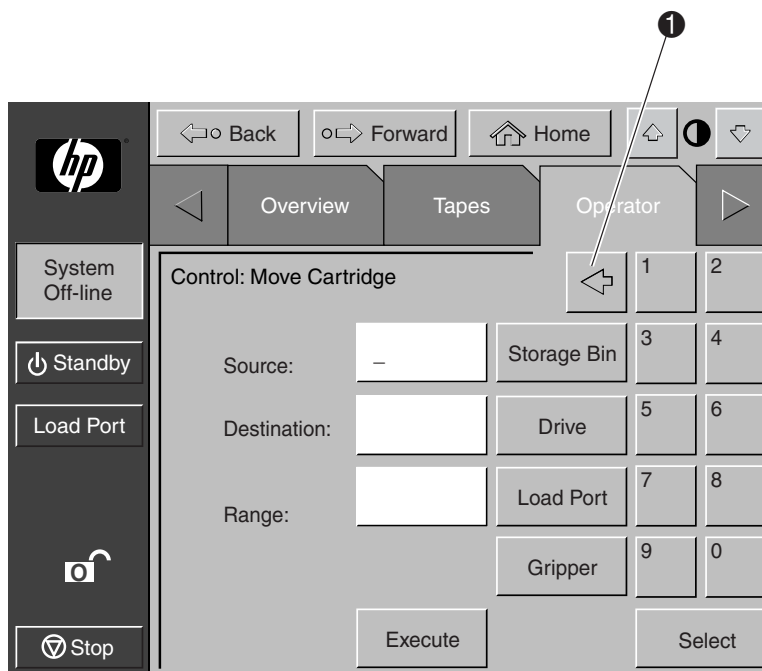 1
Back
Forward
Home
hp
Overview
Tapes
Operator
System
Off-line
Control: Move Cartridge
1
2
Standby
Source:
_
Storage Bin
3
4
Load Port
Destination:
Drive
5
6
Range:
Load Port
7
8
Gripper
9
0
Stop
Execute
Select